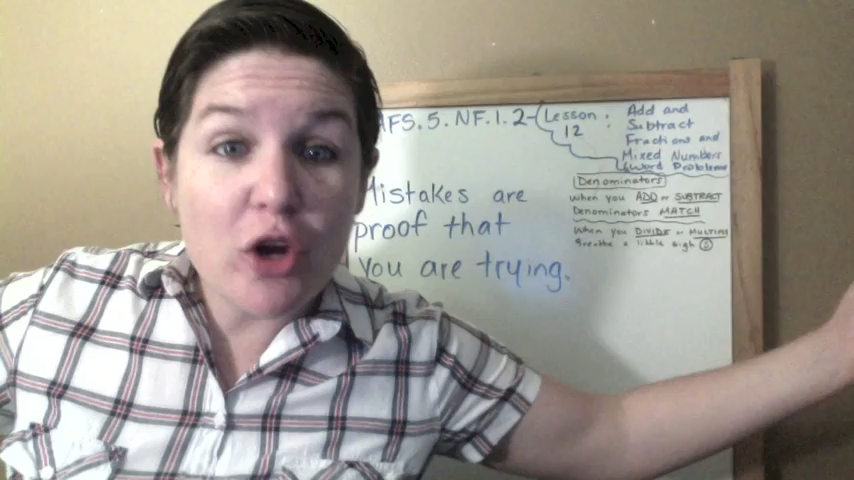 AFS.5.NF.1.2- Lesson 12 :
Add and
Subtract
Fractions and
Mixed Numbers
(Word Problems
Mistakes are
proof that
you are trying.
Denominators
When you ADD or SUBTRACT
Denominators MATCH
When you DIVIDE or MULTIPLY
Breathe a little sigh